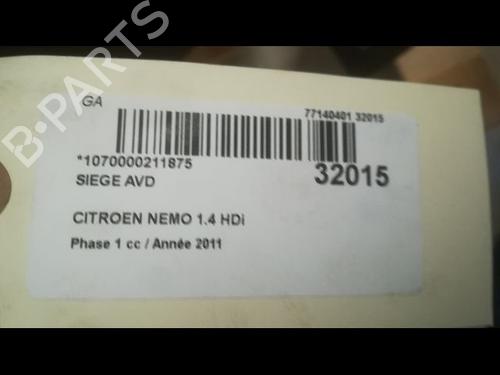 GA
77140401 32015
*1070000211875
32015
SIEGE AVD
CITROEN NEMO 1.4 HDi
Phase 1 cc / Année 2011
B-PARTS